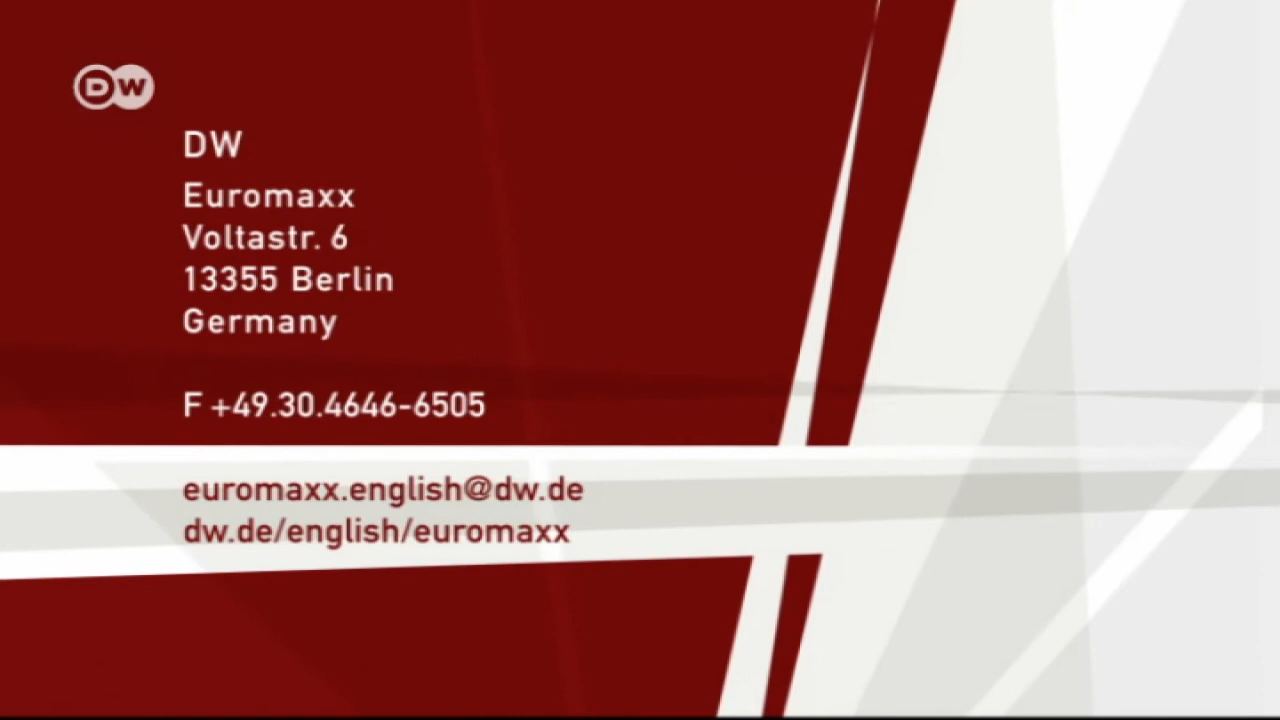 DW
DW
Euromaxx
Voltastr. 6
13355 Berlin
Germany
F +49.30.4646-6505
euromaxx.english@dw.de
dw.de/english/euromaxx